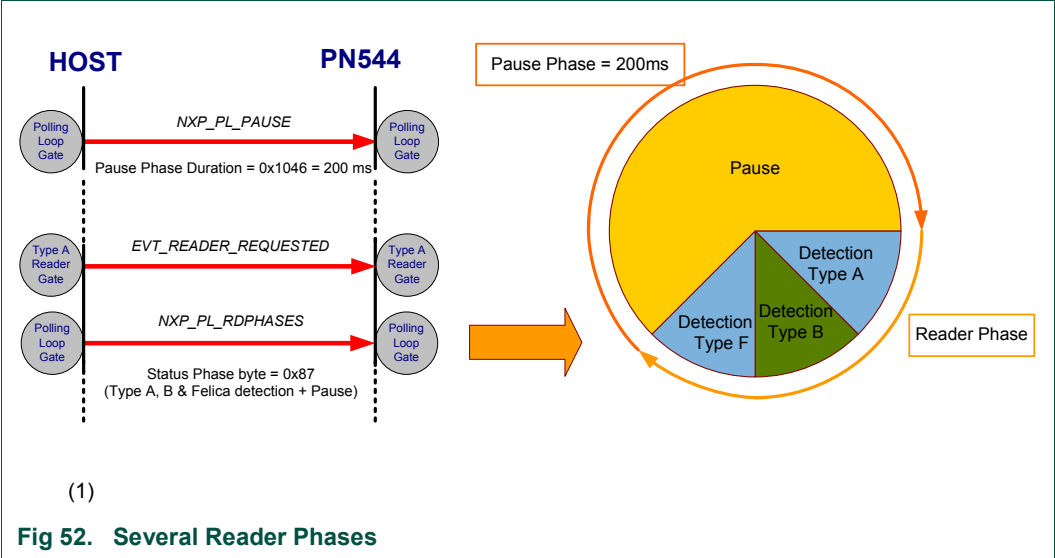 HOST
PN544
Polling
Loop
Gate
NXP_PL_PAUSE
Polling
Loop
Gate
Pause Phase Duration = 0x1046 = 200 ms
Type A
Reader
Gate
EVT_READER_REQUESTED
Type A
Reader
Gate
Polling
Loop
Gate
NXP_PL_RDPHASES
Polling
Loop
Gate
Status Phase byte = 0x87
(Type A, B & Felica detection + Pause)
Pause Phase = 200ms
Pause
Detection
Type A
Detection
Type B
Detection
Type F
Reader Phase
(1)
Fig 52. Several Reader Phases